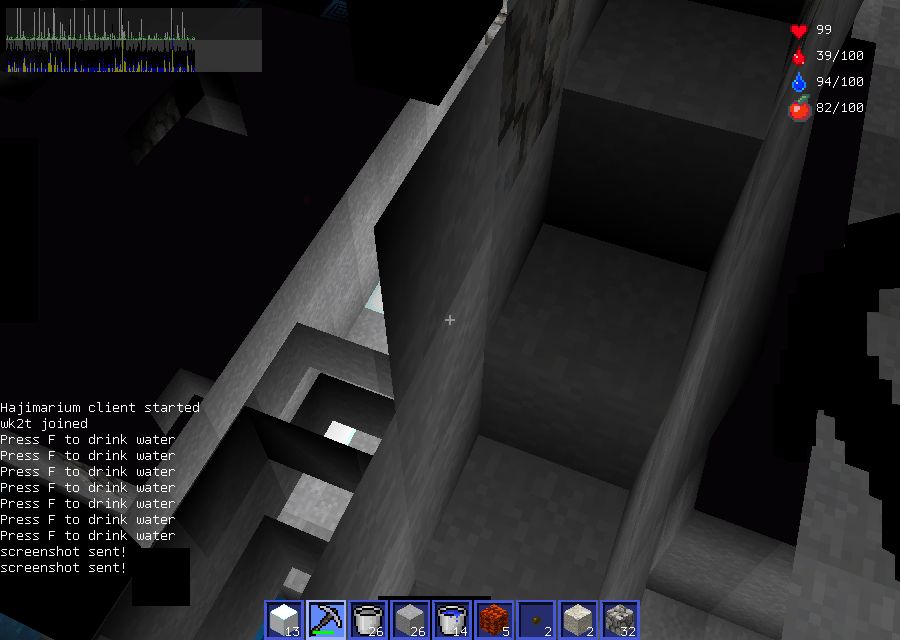 99
39/100
94/100
82/100
Hajimarium client started
wk2t joined
Press F to drink water
Press F to drink water
Press F to drink water
Press F to drink water
Press F to drink water
Press F to drink water
Press F to drink water
screenshot sent!
screenshot sent!
13 26 26 14 5 2 2 32